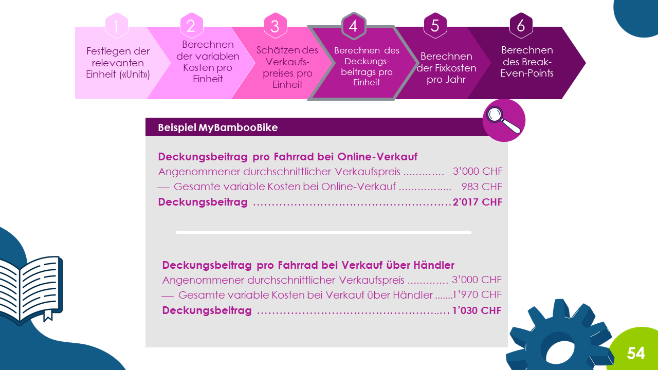 1
Festlegen der
relevanten
Einheit («Unit»)
2
Berechnen
der variablen
Kosten pro
Einheit
3
Schätzen des
Verkaufs-
preises pro
Einheit
4
Berechnen des
Deckungs-
beitrags pro
Einheit
5
Berechnen
der Fixkosten
pro Jahr
6
Berechnen
des Break-
Even-Points
Beispiel MyBambooBike
Deckungsbeitrag pro Fahrrad bei Online-Verkauf
Angenommener durchschnittlicher Verkaufspreis ............ 3'000 CHF
— Gesamte variable Kosten bei Online-Verkauf ................ 983 CHF
Deckungsbeitrag ........................................................ 2'017 CHF
Deckungsbeitrag pro Fahrrad bei Verkauf über Händler
Angenommener durchschnittlicher Verkaufspreis ............ 3'000 CHF
— Gesamte variable Kosten bei Verkauf über Händler ......1'970 CHF
Deckungsbeitrag ........................................................ 1'030 CHF
54